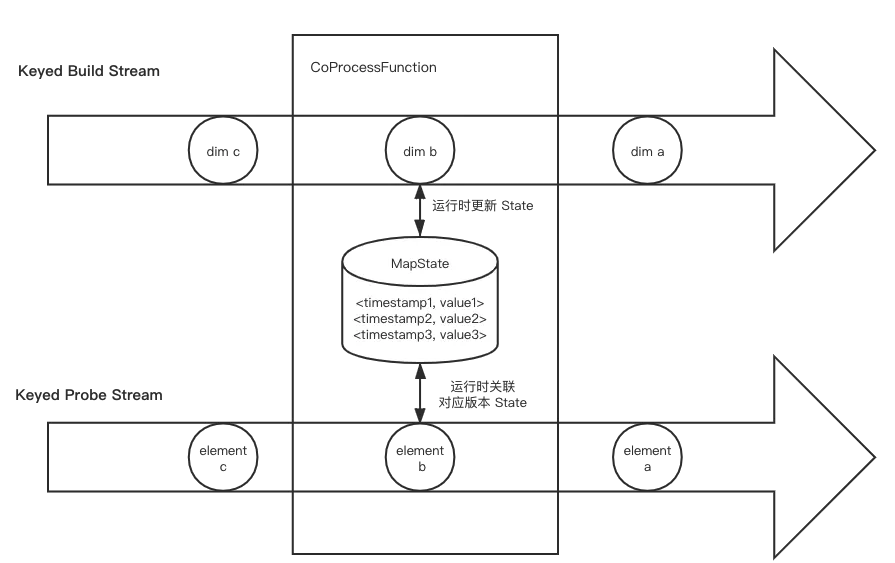 Keyed Build Stream
CoProcessFunction
dim c
dim b
dim a
运行时更新 State
MapState
<timestamp1, value1>
<timestamp2, value2>
<timestamp3, value3>
运行时关联
对应版本 State
Keyed Probe Stream
element
c
element
b
element
a